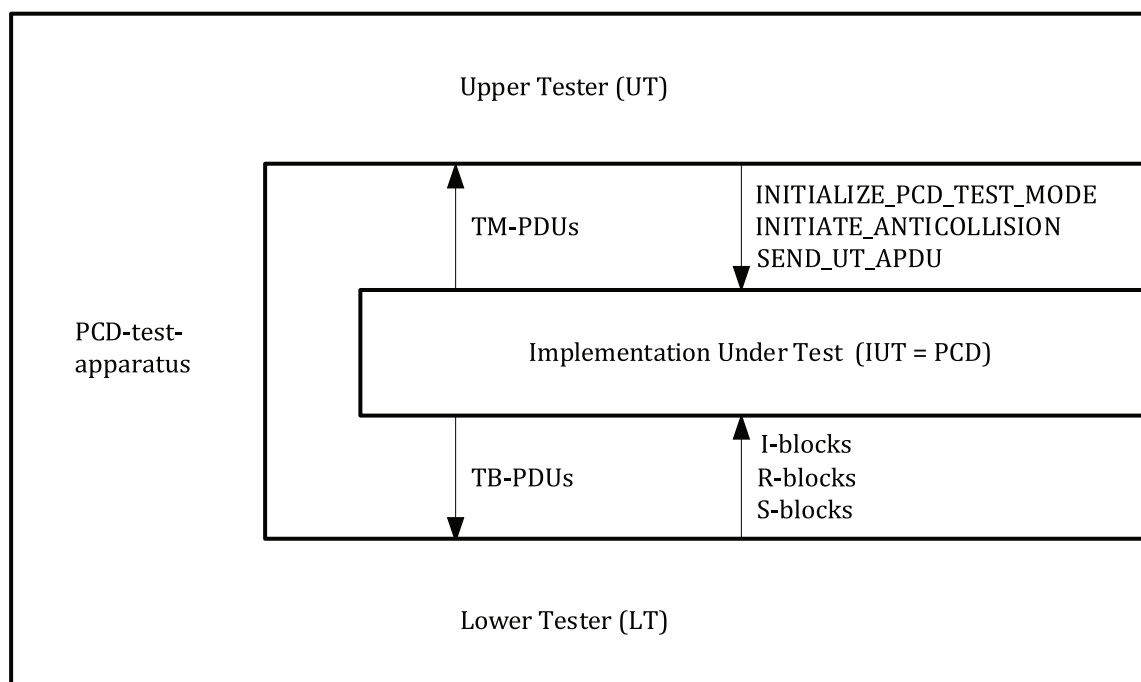 Upper Tester (UT)
TM-PDUs
INITIALIZE_PCD_TEST_MODE
INITIATE_ANTICOLLISION
SEND_UT_APDU
PCD-test-
apparatus
Implementation Under Test  (IUT = PCD)
TB-PDUs
I-blocks
R-blocks
S-blocks
Lower Tester (LT)